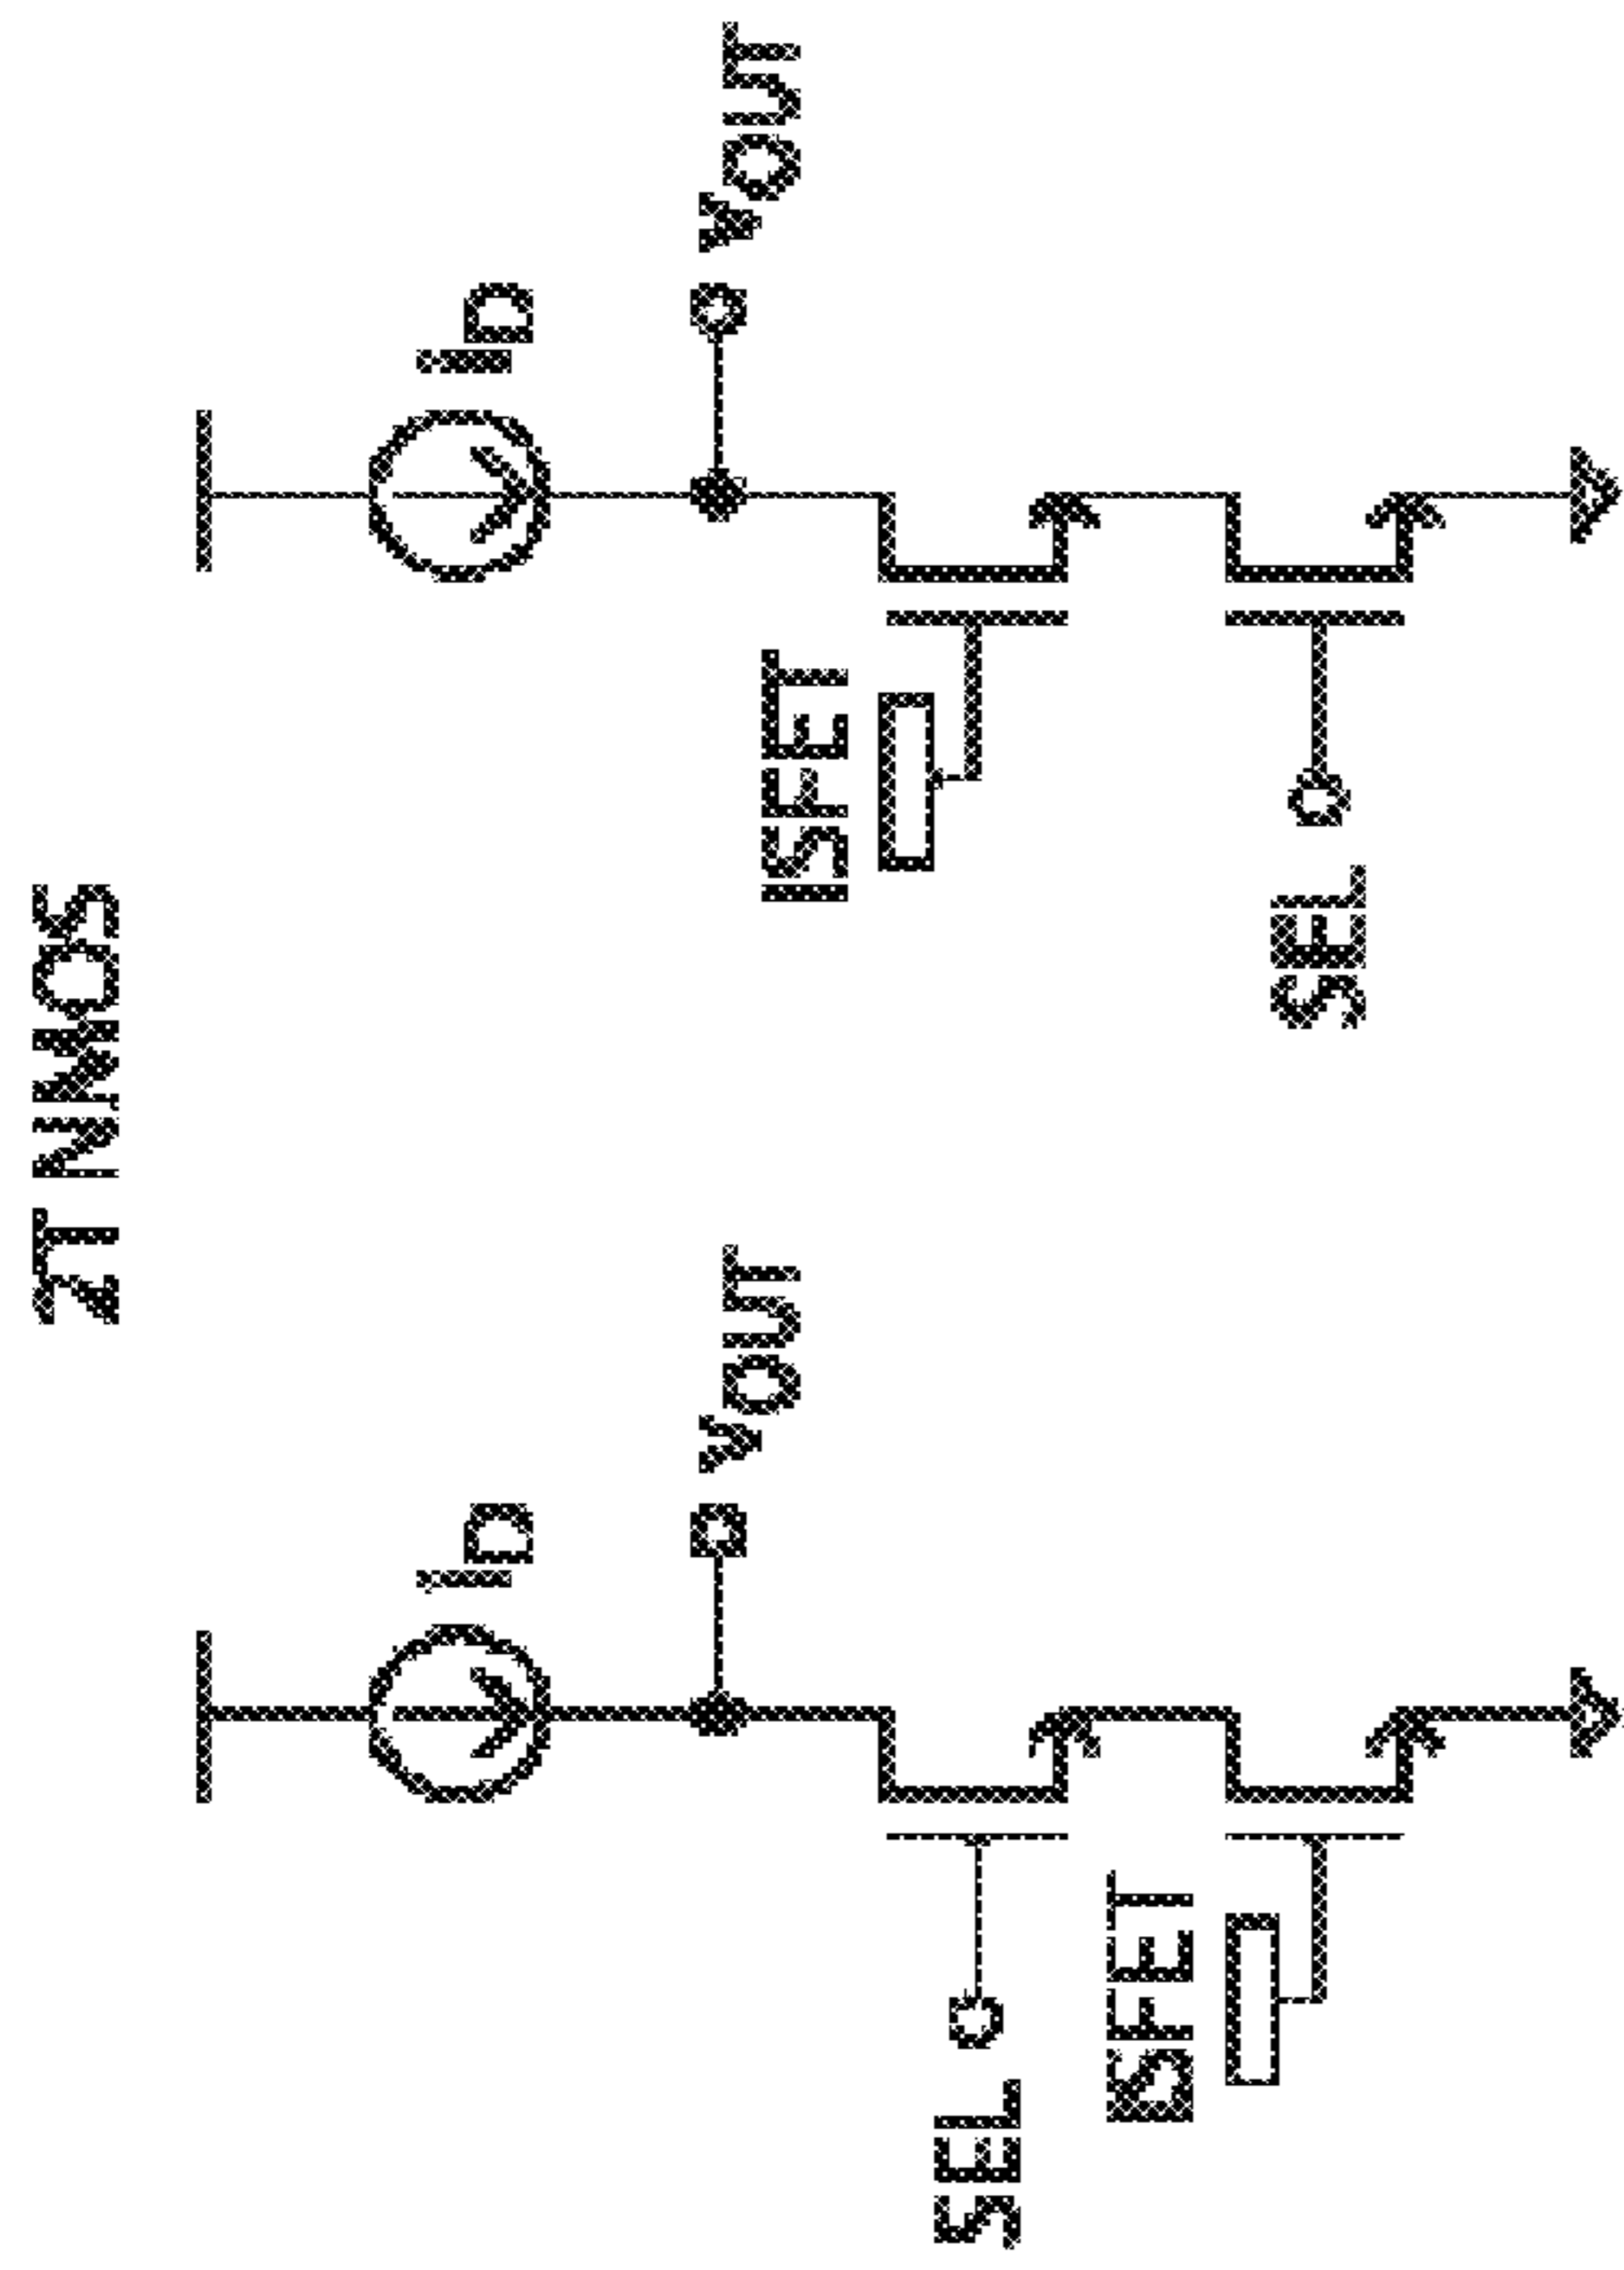 2T NMOS
iD
VOUT
SEL
ISFET
iD
VOUT
ISFET
SEL